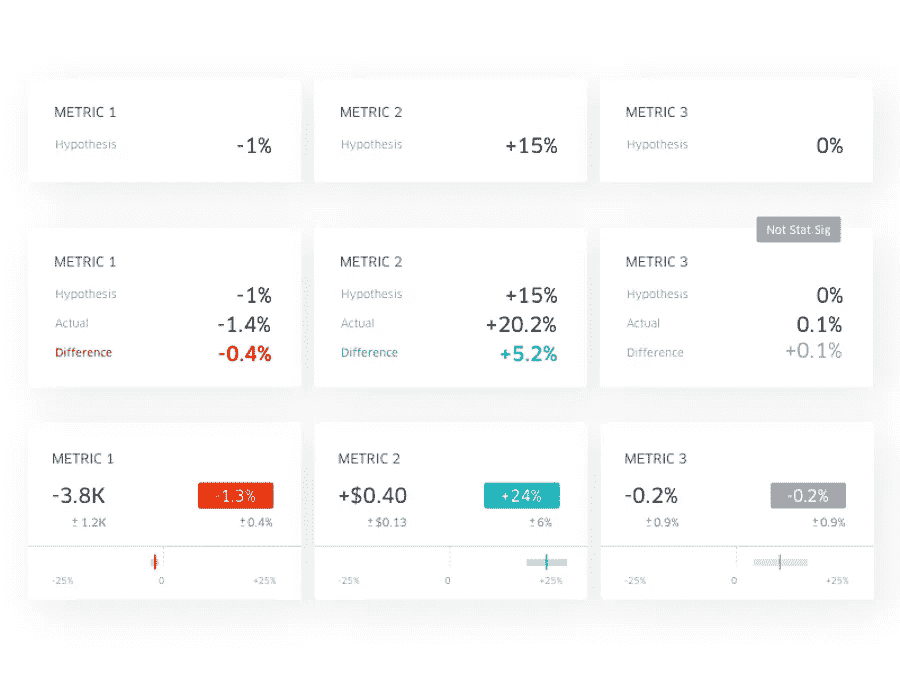 METRIC 1
Hypothesis -1%
METRIC 2
Hypothesis +15%
METRIC 3
Hypothesis 0%
METRIC 1
Hypothesis -1%
Actual -1.4%
Difference -0.4%
METRIC 2
Hypothesis +15%
Actual +20.2%
Difference +5.2%
Not Stat Sig
METRIC 3
Hypothesis 0%
Actual 0.1%
Difference +0.1%
METRIC 1
-3.8K -1.3%
±1.2K ±0.4%
-25% 0 +25%
METRIC 2
+$0.40 +24%
±$0.13 ±6%
-25% 0 +25%
METRIC 3
-0.2% -0.2%
±0.9% ±0.9%
-25% 0 +25%